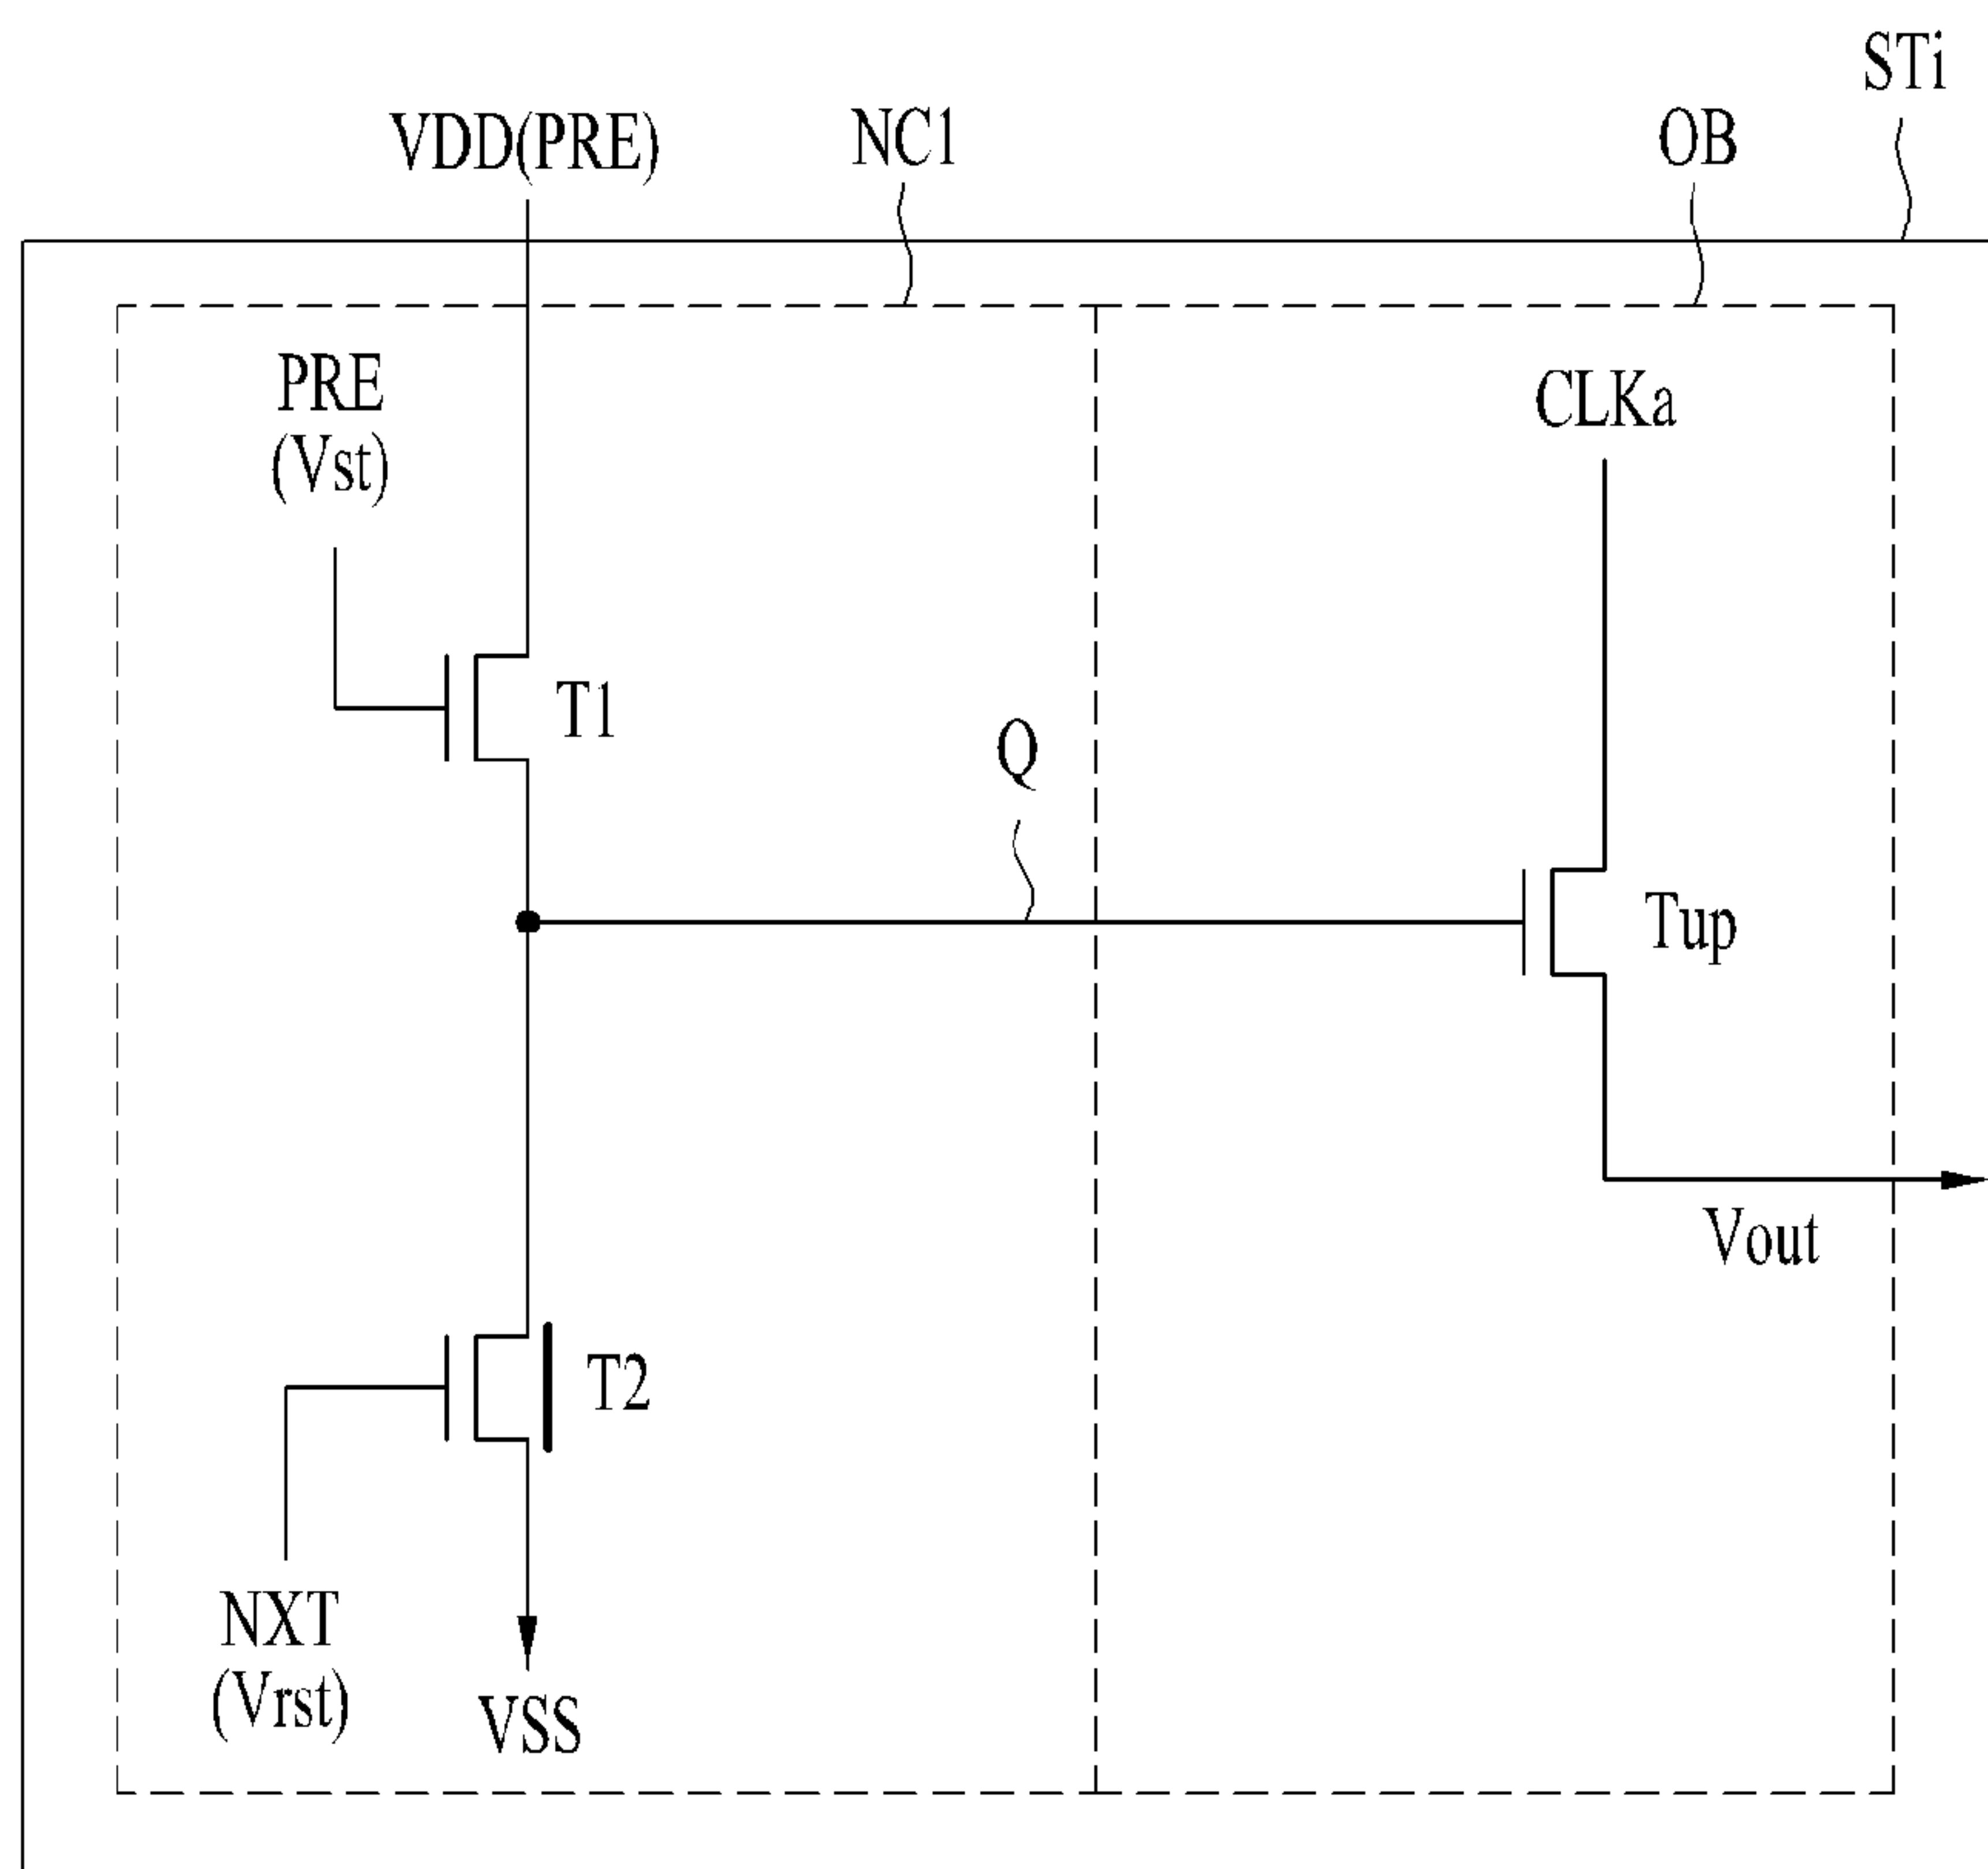 STi
VDD(PRE)
NC1
OB
PRE
(Vst)
CLKa
T1
Q
Tup
Vout
T2
NXT
(Vrst)
VSS